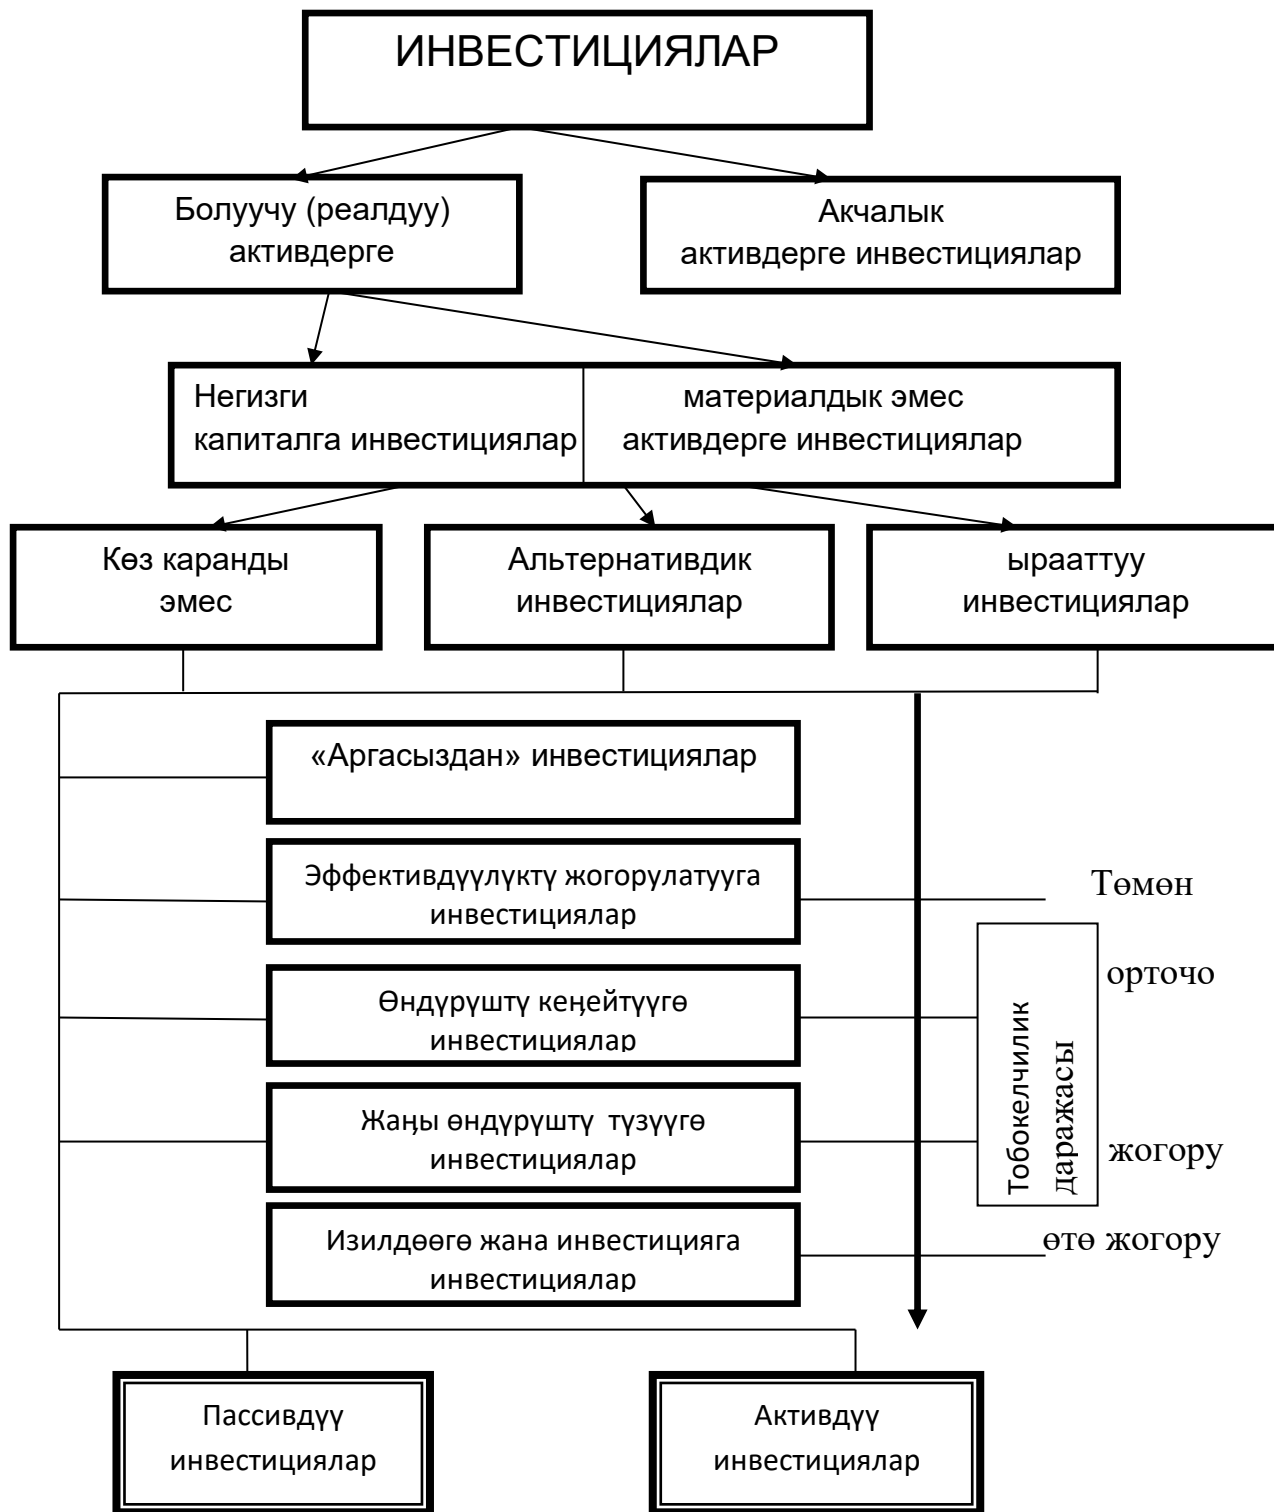 ИНВЕСТИЦИЯЛАР
Болуучу (реалдуу)
активдерге
Акчалык
активдерге инвестициялар
Негизги
капиталга инвестициялар
материалдык эмес
активдерге инвестициялар
Көз каранды
эмес
Альтернативдик
инвестициялар
ырааттуу
инвестициялар
«Аргасыздан» инвестициялар
Эффективдүүлүктү жогорулатууга
инвестициялар
Төмөн
Өндүрүштү кеңейтүүгө
инвестициялар
орточо
Тобокелчилик
даражасы
Жаңы өндүрүштү түзүүгө
инвестициялар
жогору
Изилдөөгө жана инвестицияга
инвестициялар
өтө жогору
Пассивдүү
инвестициялар
Активдүү
инвестициялар